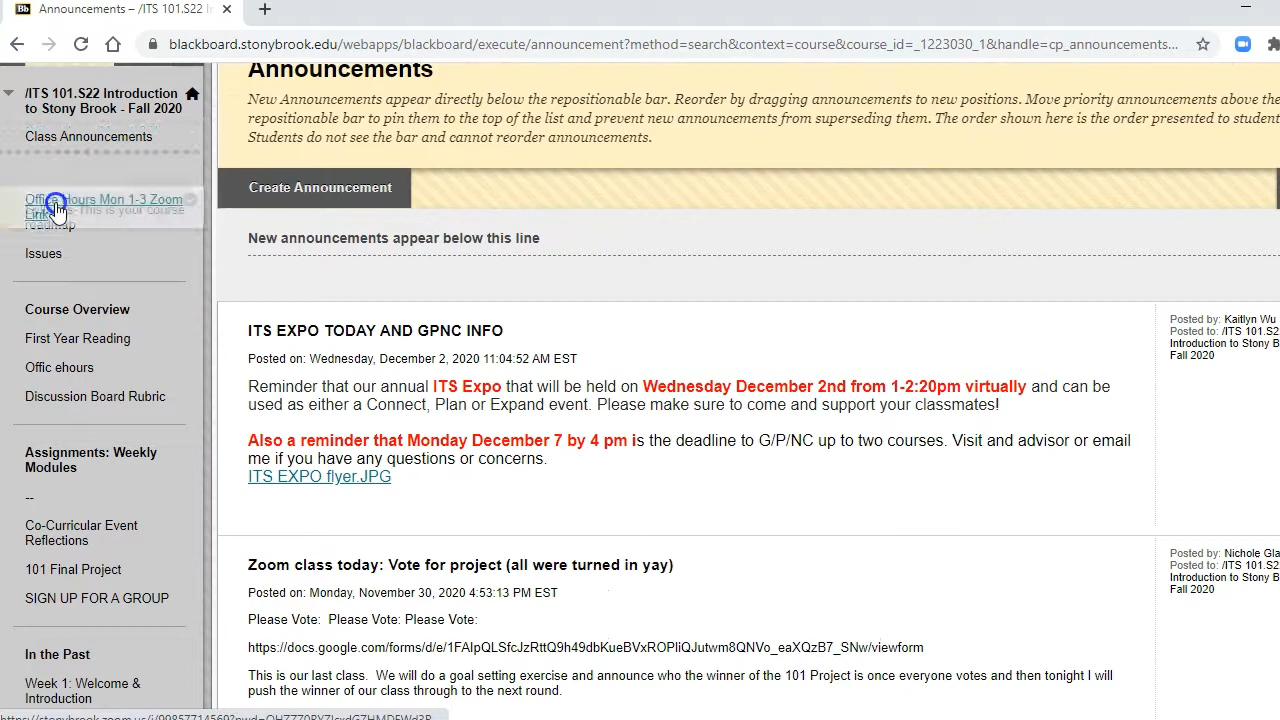 Announcements – /ITS 101.S22 I
blackboard.stonybrook.edu/webapps/blackboard/execute/announcement?method=search&context=course&course_id=_1223030_1&handle=cp_announcements...
/ITS 101.S22 Introduction
to Stony Brook - Fall 2020
Class Announcements
Office Hours Mon 1-3 Zoom
Link
This is your course
roadmap
Issues
Course Overview
First Year Reading
Offic ehours
Discussion Board Rubric
Assignments: Weekly
Modules
--
Co-Curricular Event
Reflections
101 Final Project
SIGN UP FOR A GROUP
In the Past
Week 1: Welcome &
Introduction
Announcements
New Announcements appear directly below the repositionable bar. Reorder by dragging announcements to new positions. Move priority announcements above the
repositionable bar to pin them to the top of the list and prevent new announcements from superseding them. The order shown here is the order presented to student
Students do not see the bar and cannot reorder announcements.
Create Announcement
New announcements appear below this line
ITS EXPO TODAY AND GPNC INFO
Posted on: Wednesday, December 2, 2020 11:04:52 AM EST
Reminder that our annual ITS Expo that will be held on Wednesday December 2nd from 1-2:20pm virtually and can be
used as either a Connect, Plan or Expand event. Please make sure to come and support your classmates!
Also a reminder that Monday December 7 by 4 pm is the deadline to G/P/NC up to two courses. Visit and advisor or email
me if you have any questions or concerns.
ITS EXPO flyer.JPG
Posted by: Kaitlyn Wu
Posted to: /ITS 101.S2
Introduction to Stony B
Fall 2020
Zoom class today: Vote for project (all were turned in yay)
Posted on: Monday, November 30, 2020 4:53:13 PM EST
Please Vote: Please Vote: Please Vote:
https://docs.google.com/forms/d/e/1FAIpQLSfcJzRttQ9h49dbKueBVxROPliQJutwm8QNVo_eaXQzB7_SNw/viewform
This is our last class. We will do a goal setting exercise and announce who the winner of the 101 Project is once everyone votes and then tonight I will
push the winner of our class through to the next round.
Posted by: Nichole Gla
Posted to: /ITS 101.S2
Introduction to Stony B
Fall 2020